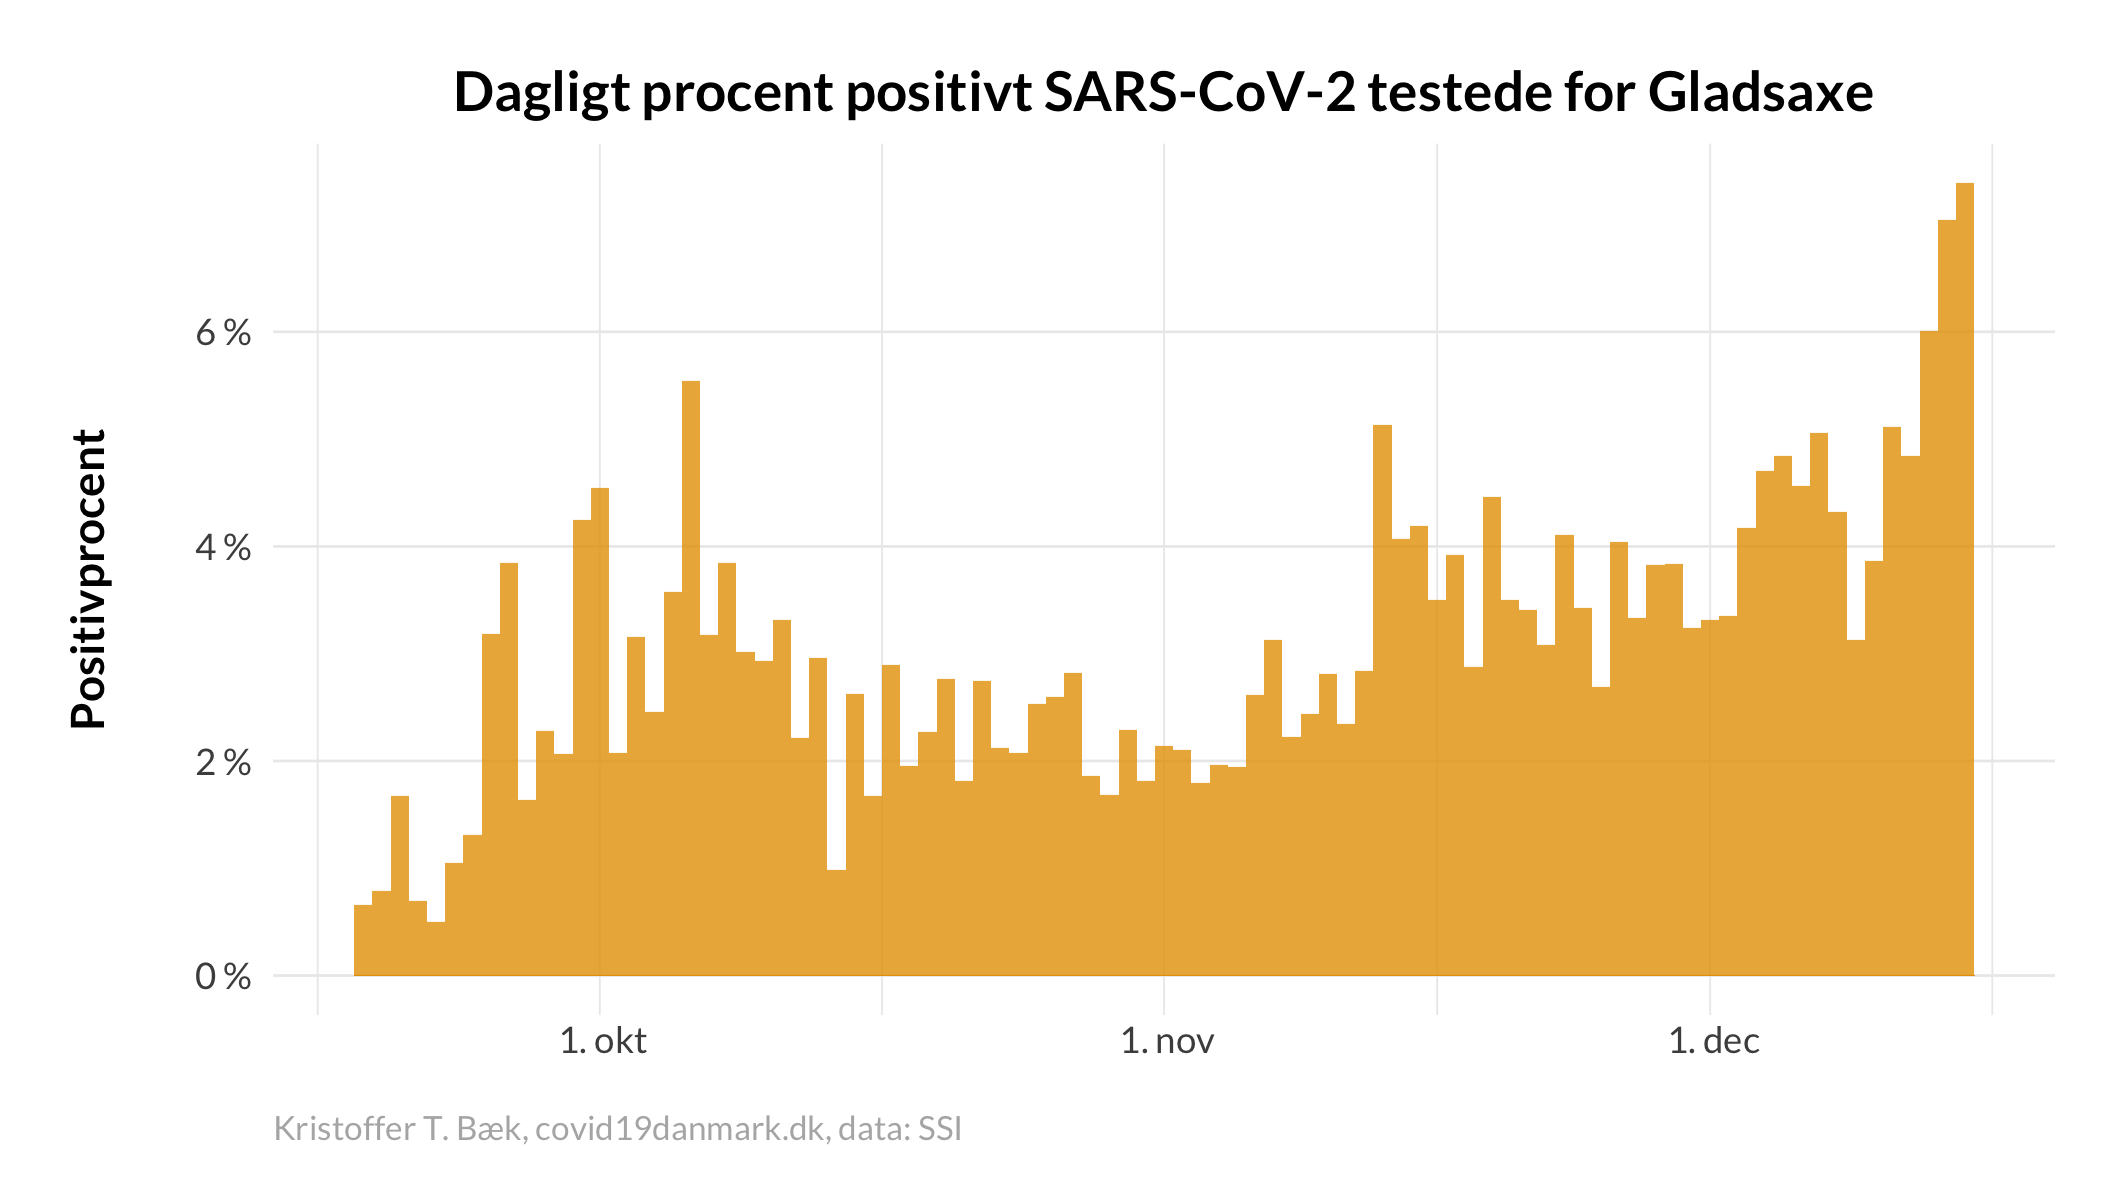 Dagligt procent positivt SARS-CoV-2 testede for Gladsaxe
Positivprocent
6 %
4 %
2 %
0 %
1. okt
1. nov
1. dec
Kristoffer T. Bæk, covid19danmark.dk, data: SSI